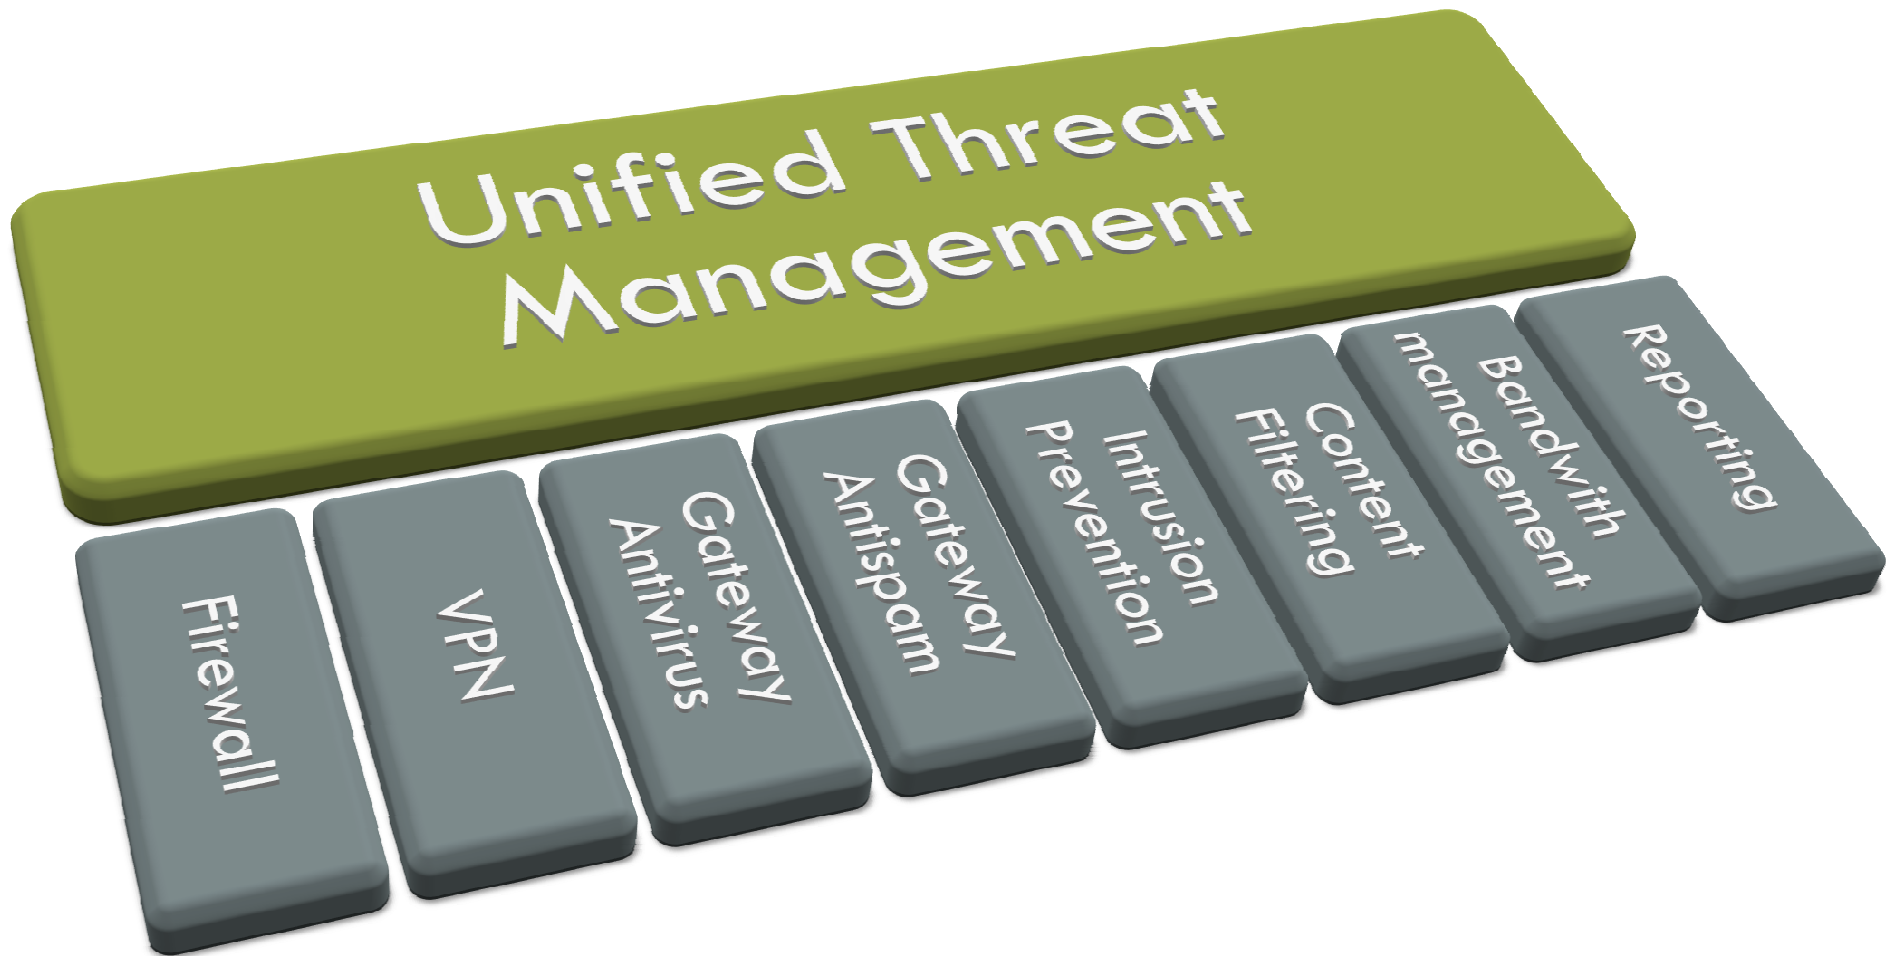 Unified Threat
Management
Firewall
VPN
Gateway
Antivirus
Gateway
Antispam
Intrusion
Prevention
Content
Filtering
Bandwith
management
Reporting